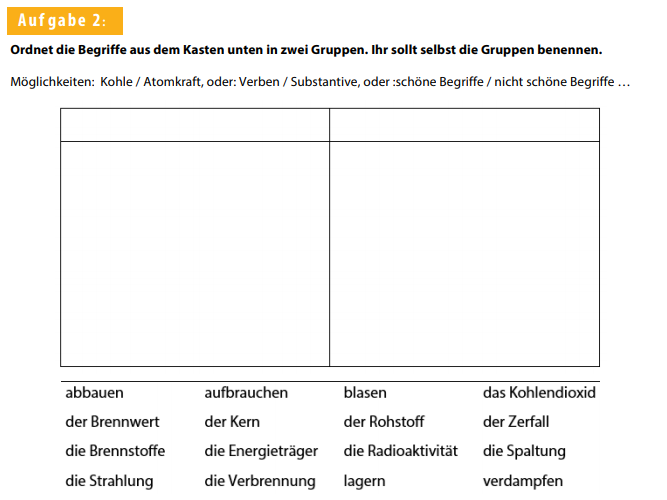 Aufgabe 2:
Ordnet die Begriffe aus dem Kasten unten in zwei Gruppen. Ihr sollt selbst die Gruppen benennen.
Möglichkeiten: Kohle / Atomkraft, oder: Verben / Substantive, oder :schöne Begriffe / nicht schöne Begriffe …
abbauen aufbrauchen blasen das Kohlendioxid
der Brennwert der Kern der Rohstoff der Zerfall
die Brennstoffe die Energieträger die Radioaktivität die Spaltung
die Strahlung die Verbrennung lagern verdampfen